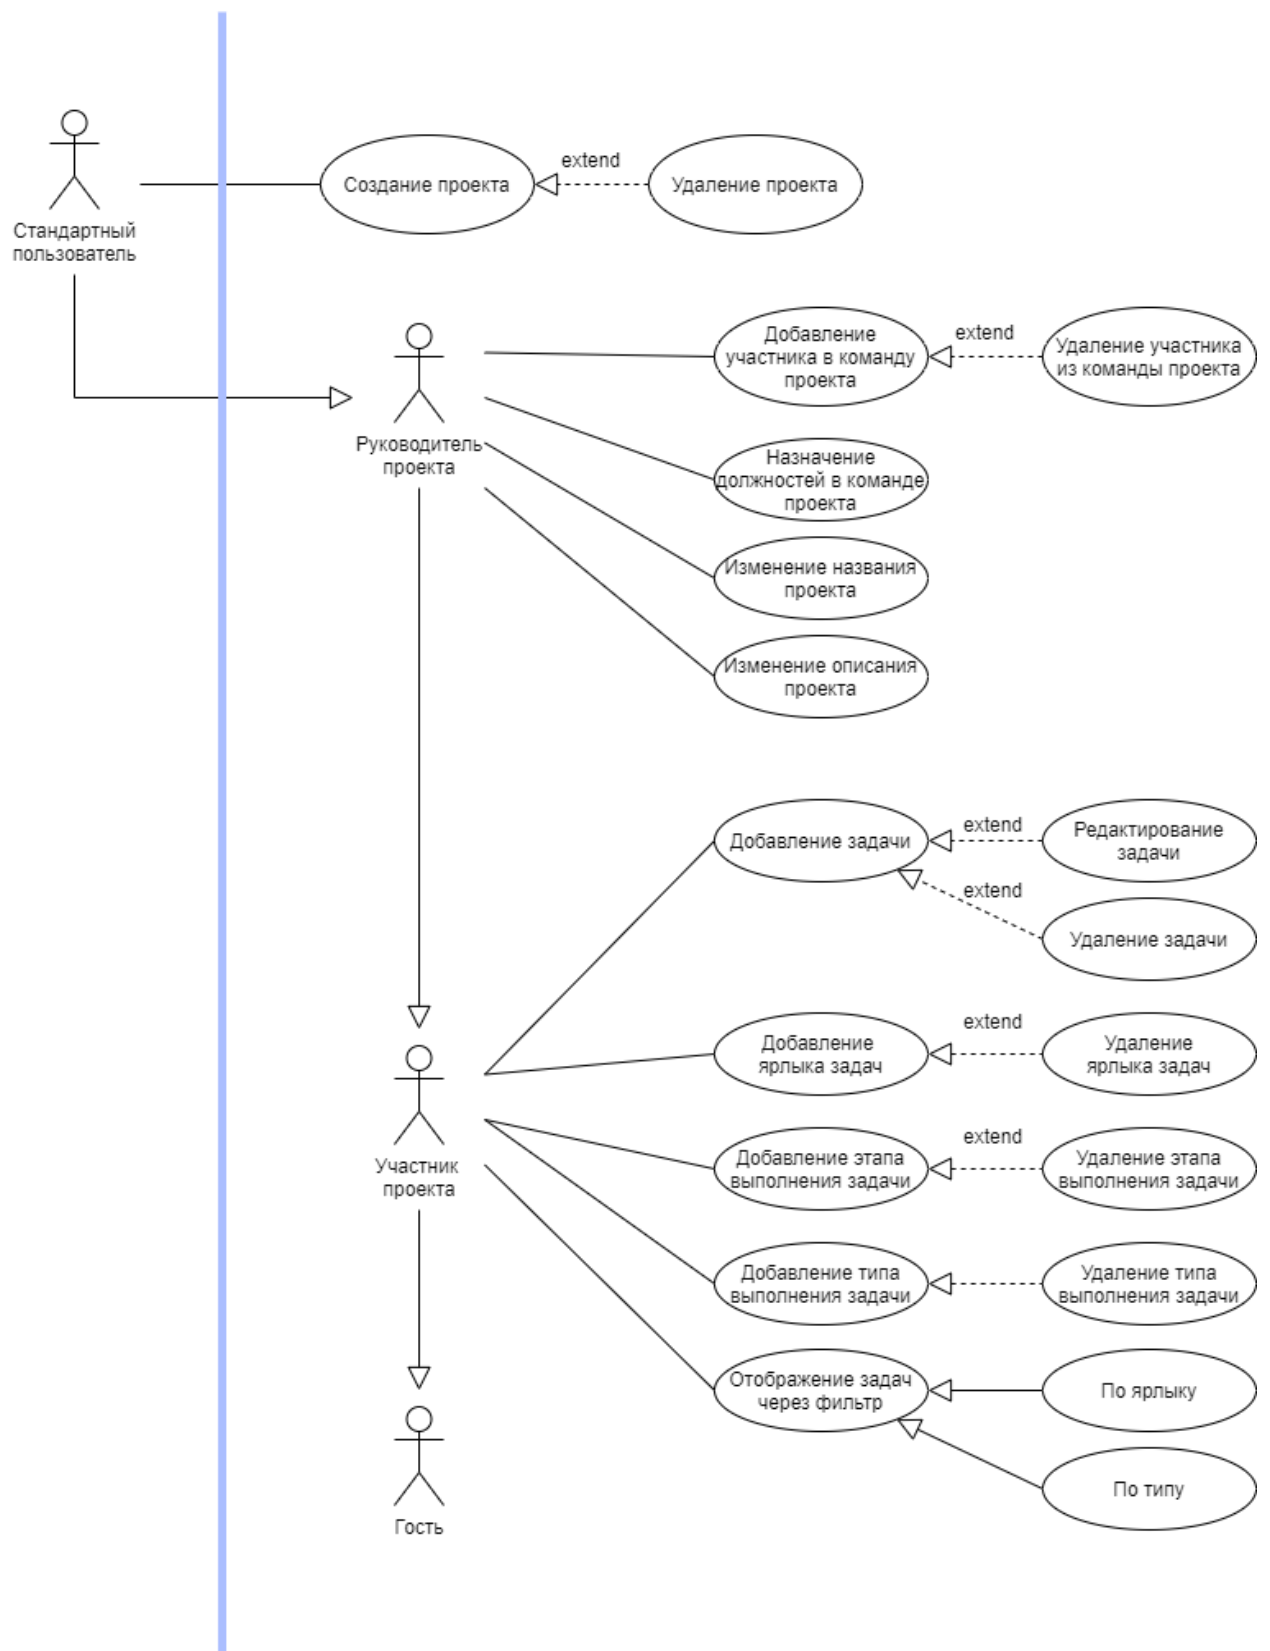 extend
Создание проекта
Удаление проекта
Стандартный
пользователь
Добавление
участника в команду
проекта
extend
Удаление участника
из команды проекта
Руководитель
проекта
Назначение
должностей в команде
проекта
Изменение названия
проекта
Изменение описания
проекта
Добавление задачи
extend
Редактирование
задачи
extend
Удаление задачи
Добавление
ярлыка задач
extend
Удаление
ярлыка задач
Участник
проекта
Добавление этапа
выполнения задачи
extend
Удаление этапа
выполнения задачи
Добавление типа
выполнения задачи
Удаление типа
выполнения задачи
Отображение задач
через фильтр
По ярлыку
По типу
Гость